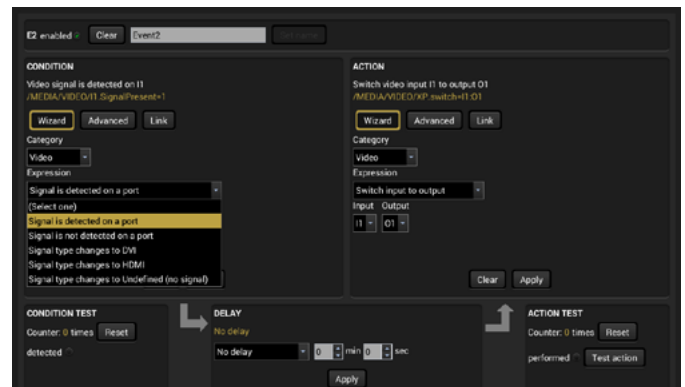 E2 enabled
Clear
Event2
Set name
CONDITION
Video signal is detected on I1
/MEDIA/VIDEO/I1.SignalPresent=1
Wizard
Advanced
Link
Category
Video
Expression
Signal is detected on a port
(Select one)
Signal is detected on a port
Signal is not detected on a port
Signal type changes to DVI
Signal type changes to HDMI
Signal type changes to Undefined (no signal)
ACTION
Switch video input I1 to output O1
/MEDIA/VIDEO/XP.switch=I1:O1
Wizard
Advanced
Link
Category
Video
Expression
Switch input to output
Input Output
I1 O1
Clear
Apply
CONDITION TEST
Counter: 0 times
Reset
detected
DELAY
No delay
No delay
0 min 0 sec
Apply
ACTION TEST
Counter: 0 times
Reset
performed
Test action